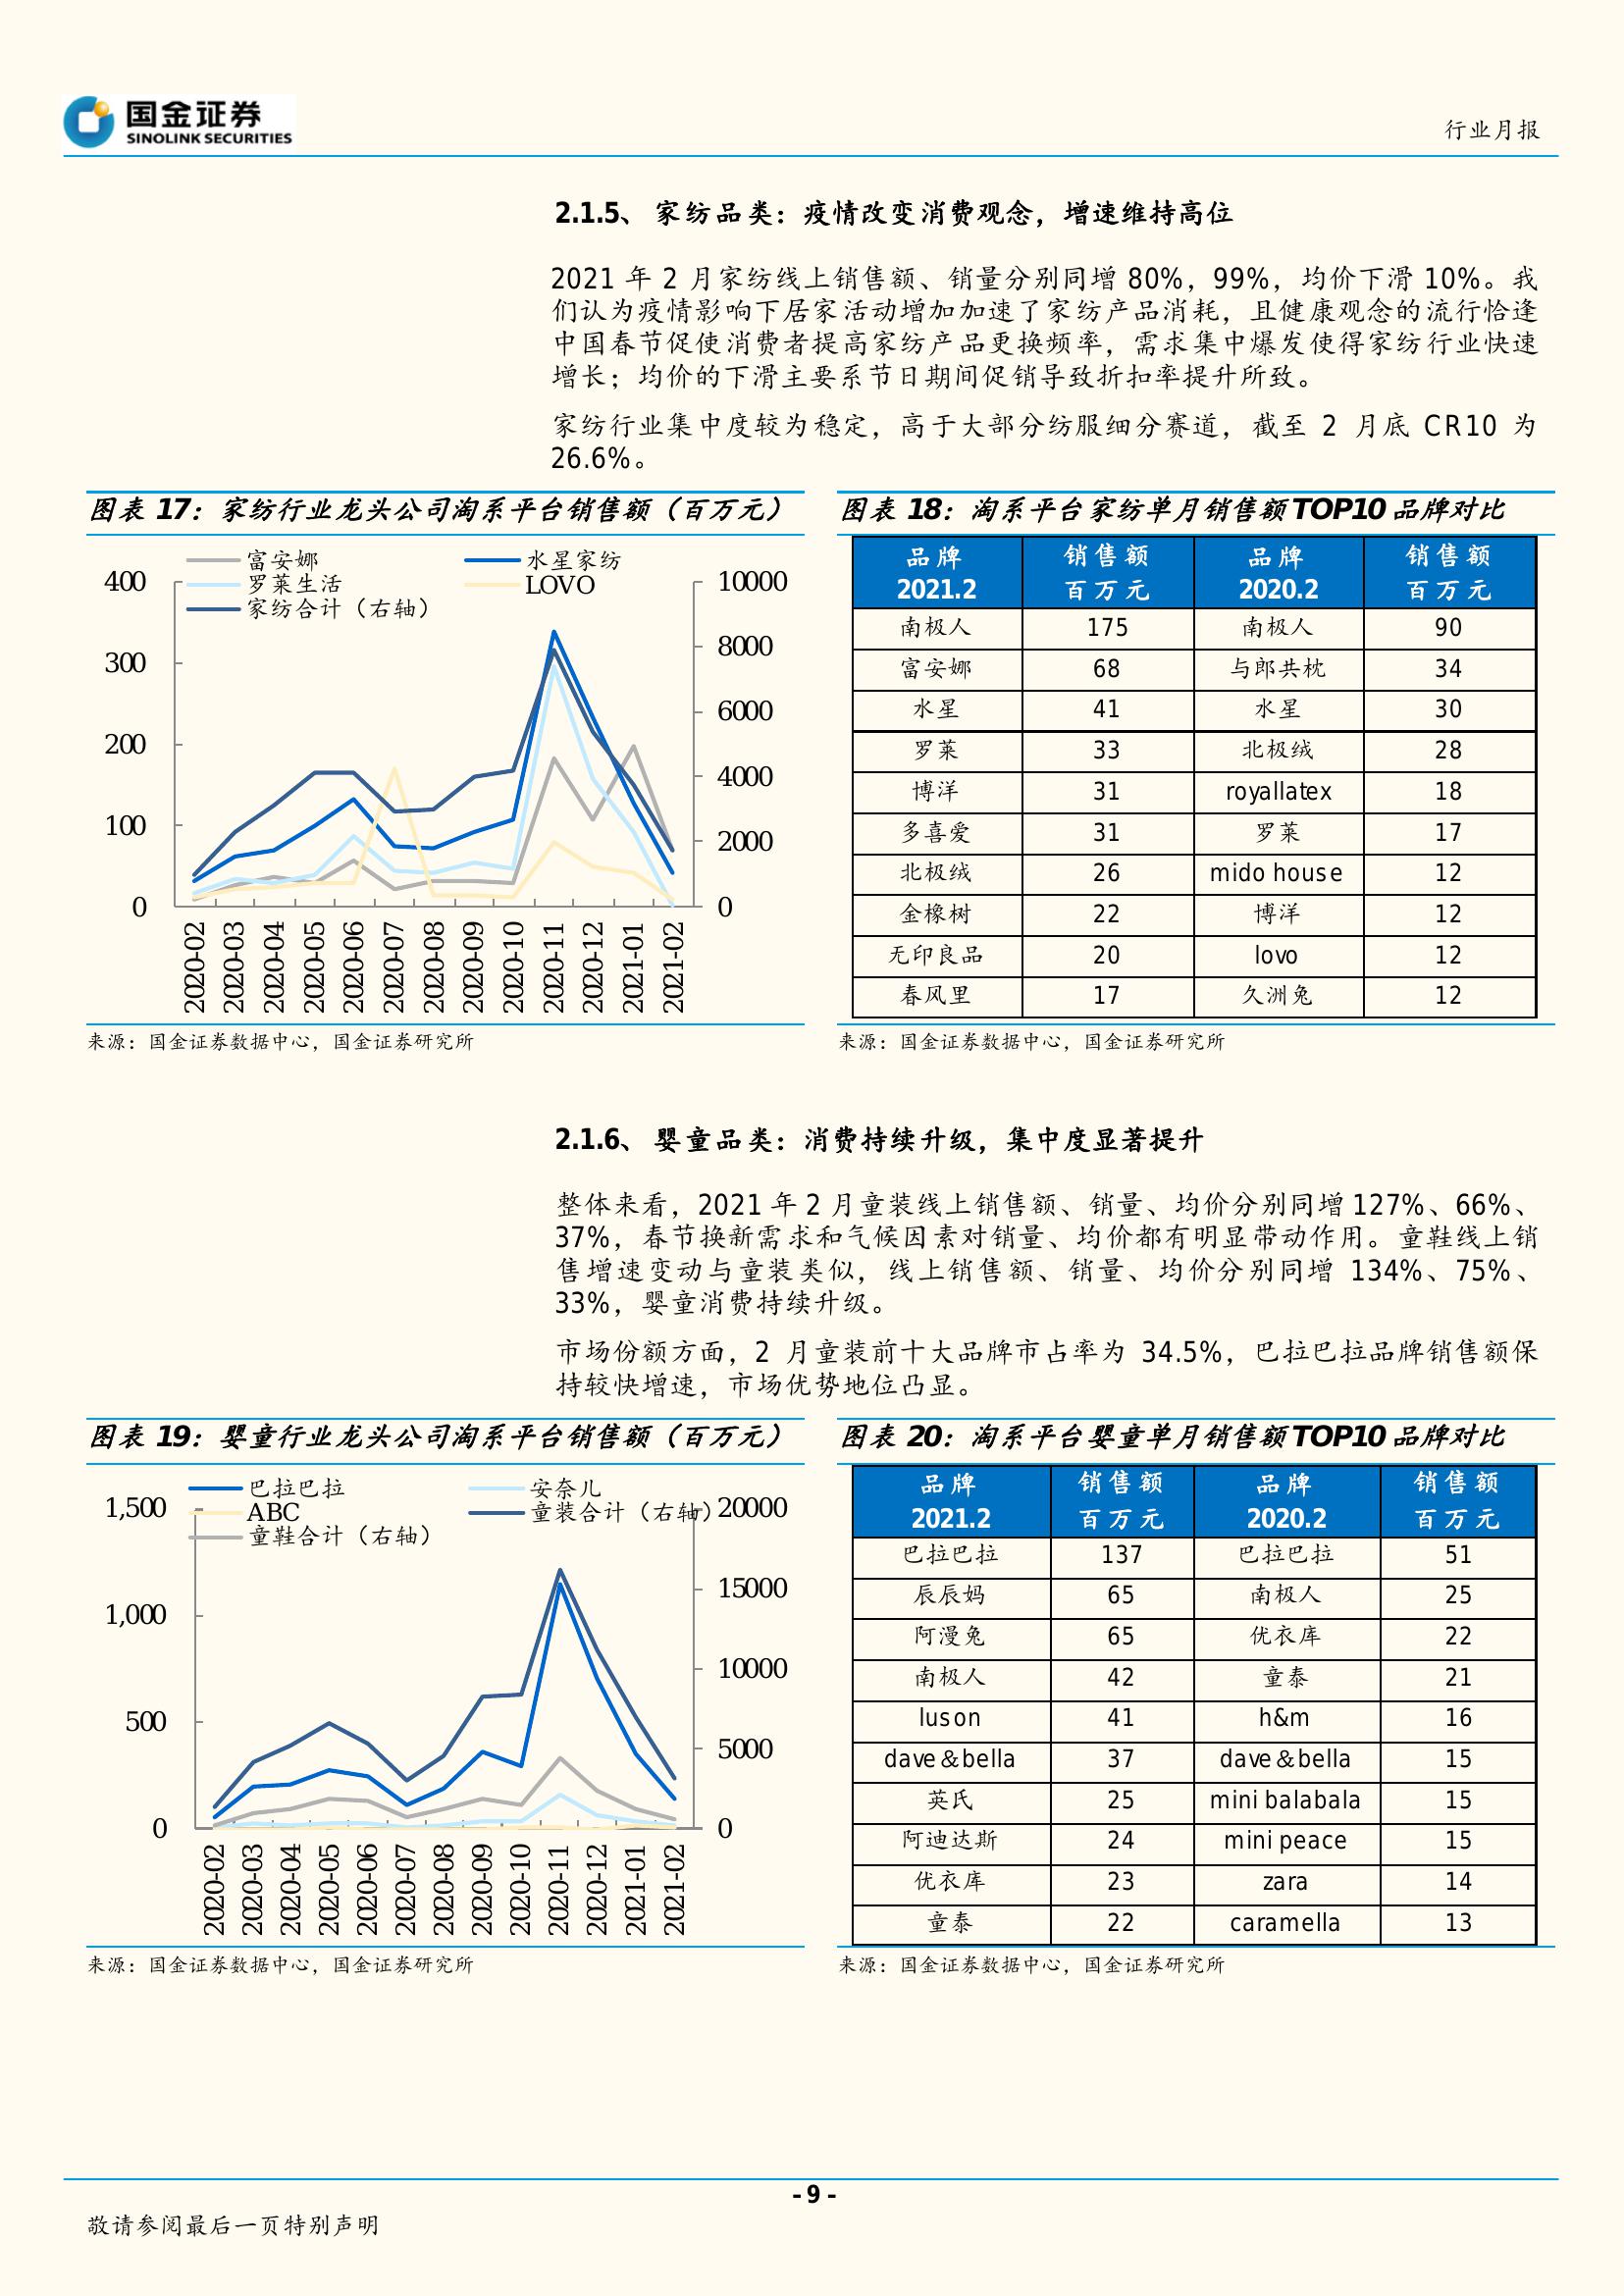 国金证券
SINOLINK SECURITIES
行业月报
2.1.5、 家纺品类：疫情改变消费观念，增速维持高位
2021 年 2 月家纺线上销售额、销量分别同增 80%，99%，均价下滑 10%。我
们认为疫情影响下居家活动增加加速了家纺产品消耗，且健康观念的流行恰逢
中国春节促使消费者提高家纺产品更换频率，需求集中爆发使得家纺行业快速
增长；均价的下滑主要系节日期间促销导致折扣率提升所致。
家纺行业集中度较为稳定，高于大部分纺服细分赛道，截至 2 月底 CR10 为
26.6%。
图表 17：家纺行业龙头公司淘系平台销售额（百万元）
富安娜 水星家纺
罗莱生活 LOVO
家纺合计（右轴）
400 10000
300 8000
200 6000
100 4000
0 2000
0
2020-02 2020-03 2020-04 2020-05 2020-06 2020-07 2020-08 2020-09 2020-10 2020-11 2020-12 2021-01 2021-02
来源：国金证券数据中心，国金证券研究所
图表 18：淘系平台家纺单月销售额TOP10 品牌对比
品牌 销售额 品牌 销售额
2021.2 百万元 2020.2 百万元
南极人 175 南极人 90
富安娜 68 与郎共枕 34
水星 41 水星 30
罗莱 33 北极绒 28
博洋 31 royallatex 18
多喜爱 31 罗莱 17
北极绒 26 mido house 12
金橡树 22 博洋 12
无印良品 20 lovo 12
春风里 17 久洲兔 12
来源：国金证券数据中心，国金证券研究所
2.1.6、 婴童品类：消费持续升级，集中度显著提升
整体来看，2021 年 2 月童装线上销售额、销量、均价分别同增 127%、66%、
37%，春节换新需求和气候因素对销量、均价都有明显带动作用。童鞋线上销
售增速变动与童装类似，线上销售额、销量、均价分别同增 134%、75%、
33%，婴童消费持续升级。
市场份额方面，2 月童装前十大品牌市占率为 34.5%，巴拉巴拉品牌销售额保
持较快增速，市场优势地位凸显。
图表 19：婴童行业龙头公司淘系平台销售额（百万元）
巴拉巴拉 安奈儿
ABC 童装合计（右轴）
童鞋合计（右轴）
1,500 20000
1,000 15000
500 10000
0 5000
0
2020-02 2020-03 2020-04 2020-05 2020-06 2020-07 2020-08 2020-09 2020-10 2020-11 2020-12 2021-01 2021-02
来源：国金证券数据中心，国金证券研究所
图表 20：淘系平台婴童单月销售额TOP10 品牌对比
品牌 销售额 品牌 销售额
2021.2 百万元 2020.2 百万元
巴拉巴拉 137 巴拉巴拉 51
辰辰妈 65 南极人 25
阿漫兔 65 优衣库 22
南极人 42 童泰 21
luson 41 h&m 16
dave&bella 37 dave&bella 15
英氏 25 mini balabala 15
阿迪达斯 24 mini peace 15
优衣库 23 zara 14
童泰 22 caramella 13
来源：国金证券数据中心，国金证券研究所
- 9 -
敬请参阅最后一页特别声明